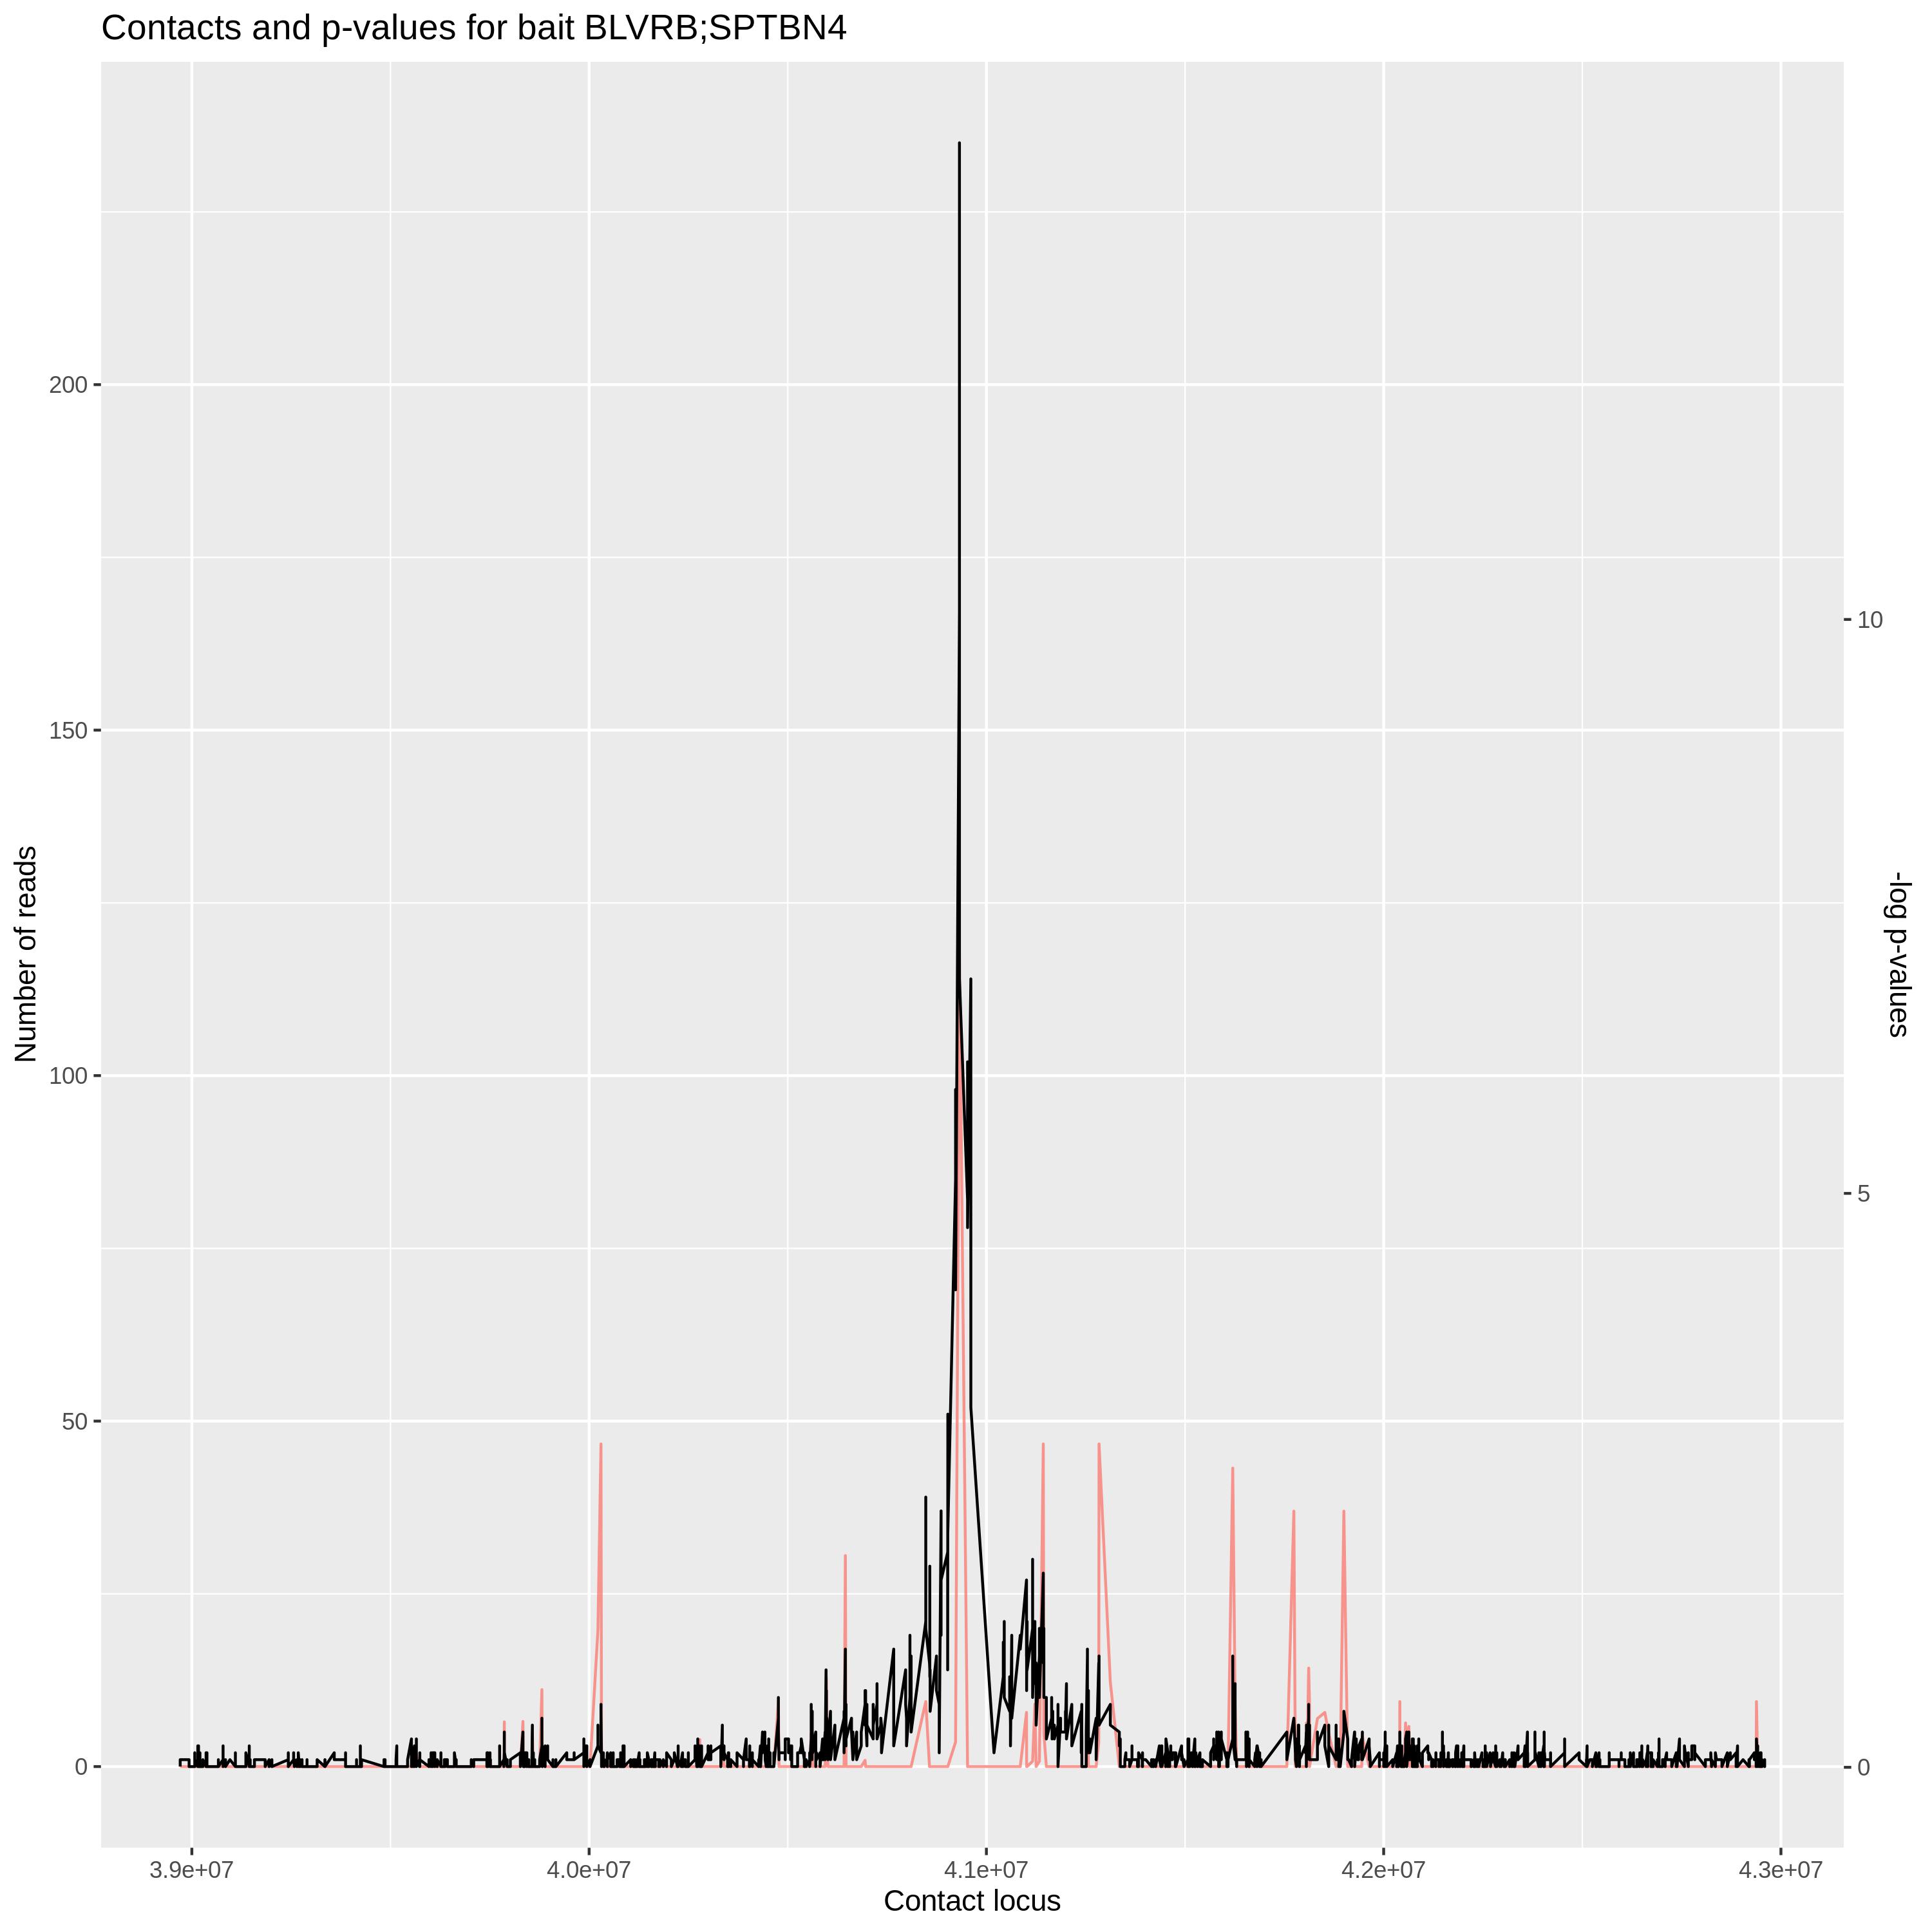 Contacts and p-values for bait BLVRB;SPTBN4
Number of reads
200
150
100
50
0
10
5
0
-log p-values
3.9e+07 4.0e+07 4.1e+07 4.2e+07 4.3e+07
Contact locus